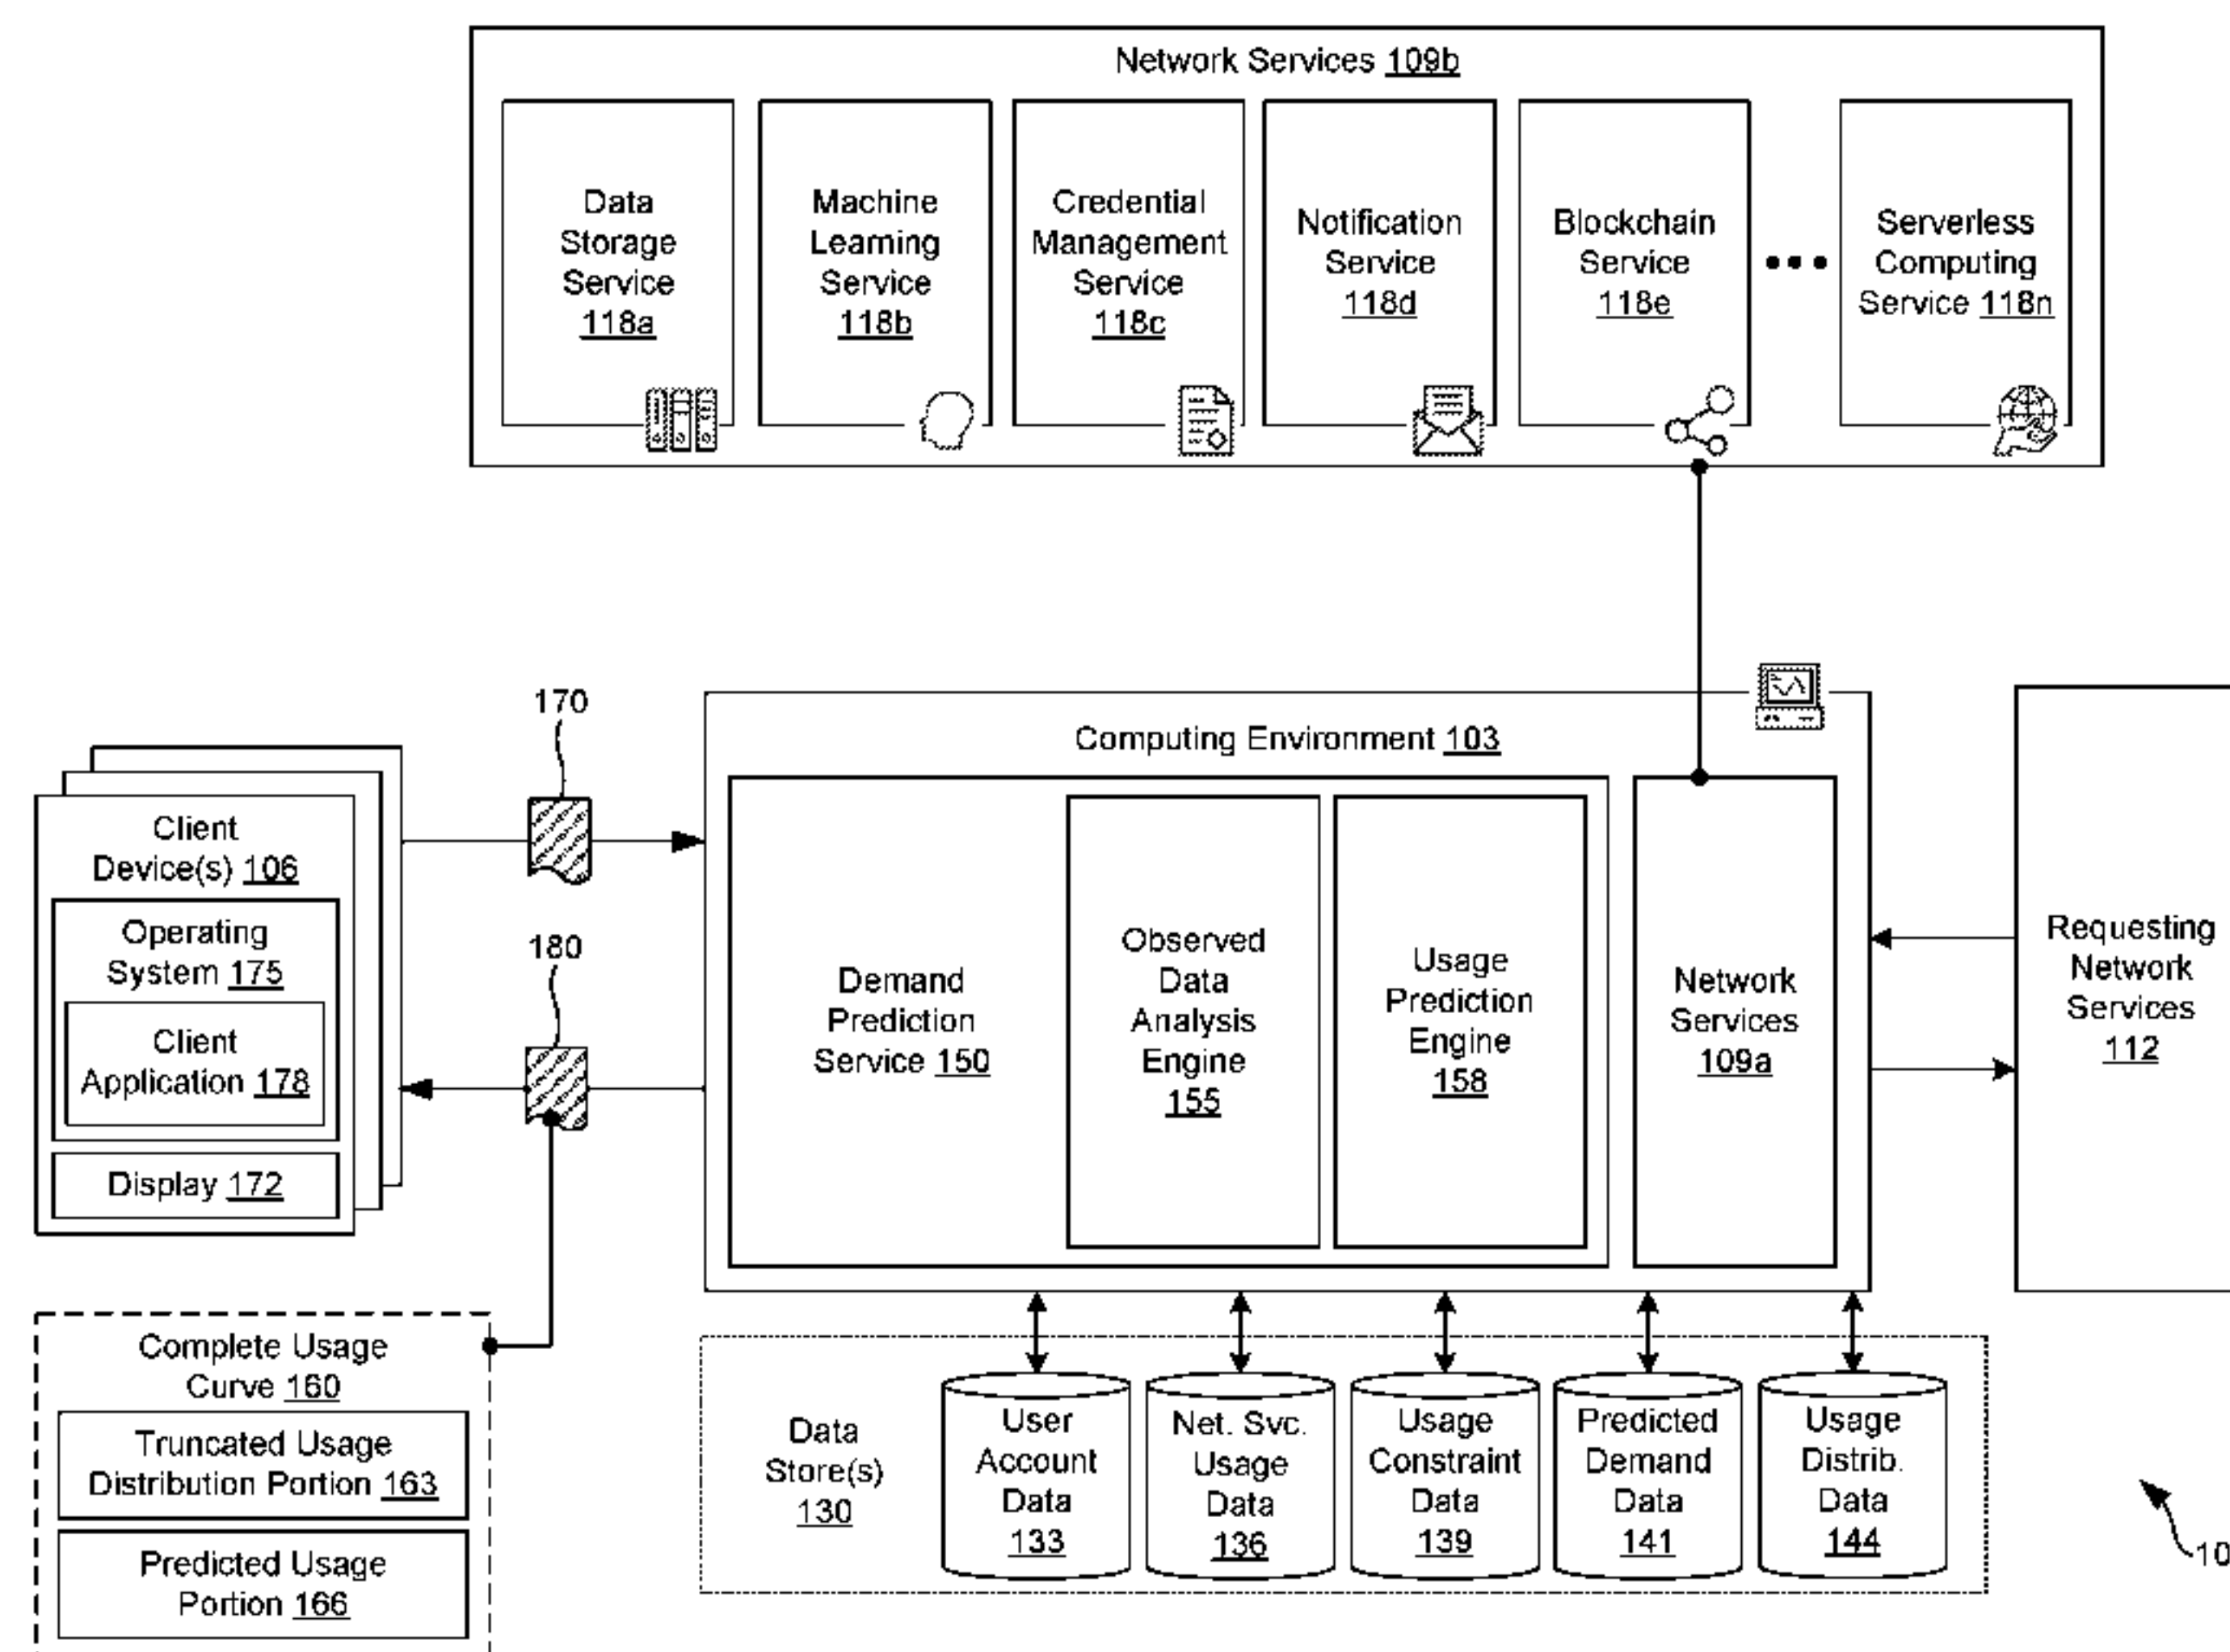 Network Services 109b
Data
Storage
Service
118a
Machine
Learning
Service
118b
Credential
Management
Service
118c
Notification
Service
118d
Blockchain
Service
118e
•••
Serverless
Computing
Service 118n
170
Computing Environment 103
Client
Device(s) 106
Operating
System 175
Client
Application 178
Display 172
180
Demand
Prediction
Service 150
Observed
Data
Analysis
Engine
155
Usage
Prediction
Engine
158
Network
Services
109a
Requesting
Network
Services
112
Complete Usage
Curve 160
Truncated Usage
Distribution Portion 163
Predicted Usage
Portion 166
Data
Store(s)
130
User
Account
Data
133
Net. Svc.
Usage
Data
136
Usage
Constraint
Data
139
Predicted
Demand
Data
141
Usage
Distrib.
Data
144